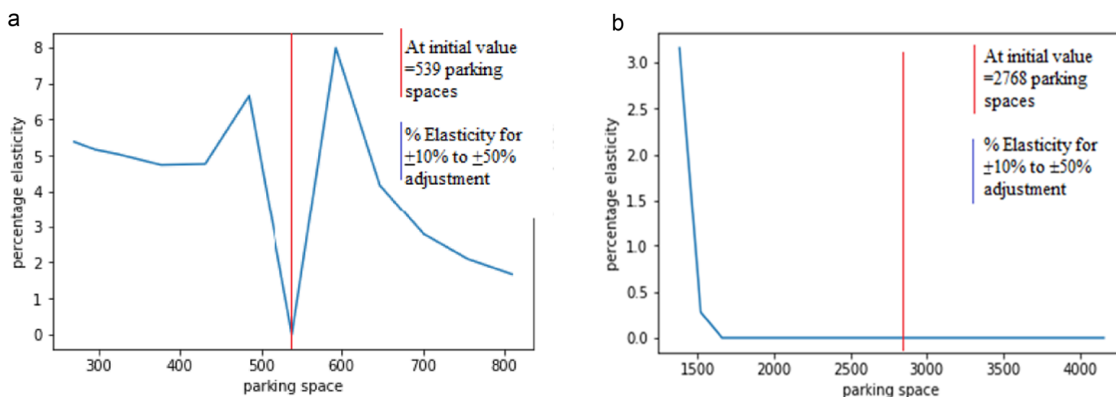 a
8
7
6
5
4
3
2
1
0
percentage elasticity
300 400 500 600 700 800
parking space
At initial value
=539 parking
spaces
% Elasticity for
±10% to ±50%
adjustment
b
3.0
2.5
2.0
1.5
1.0
0.5
0.0
percentage elasticity
1500 2000 2500 3000 3500 4000
parking space
At initial value
=2768 parking
spaces
% Elasticity for
±10% to ±50%
adjustment